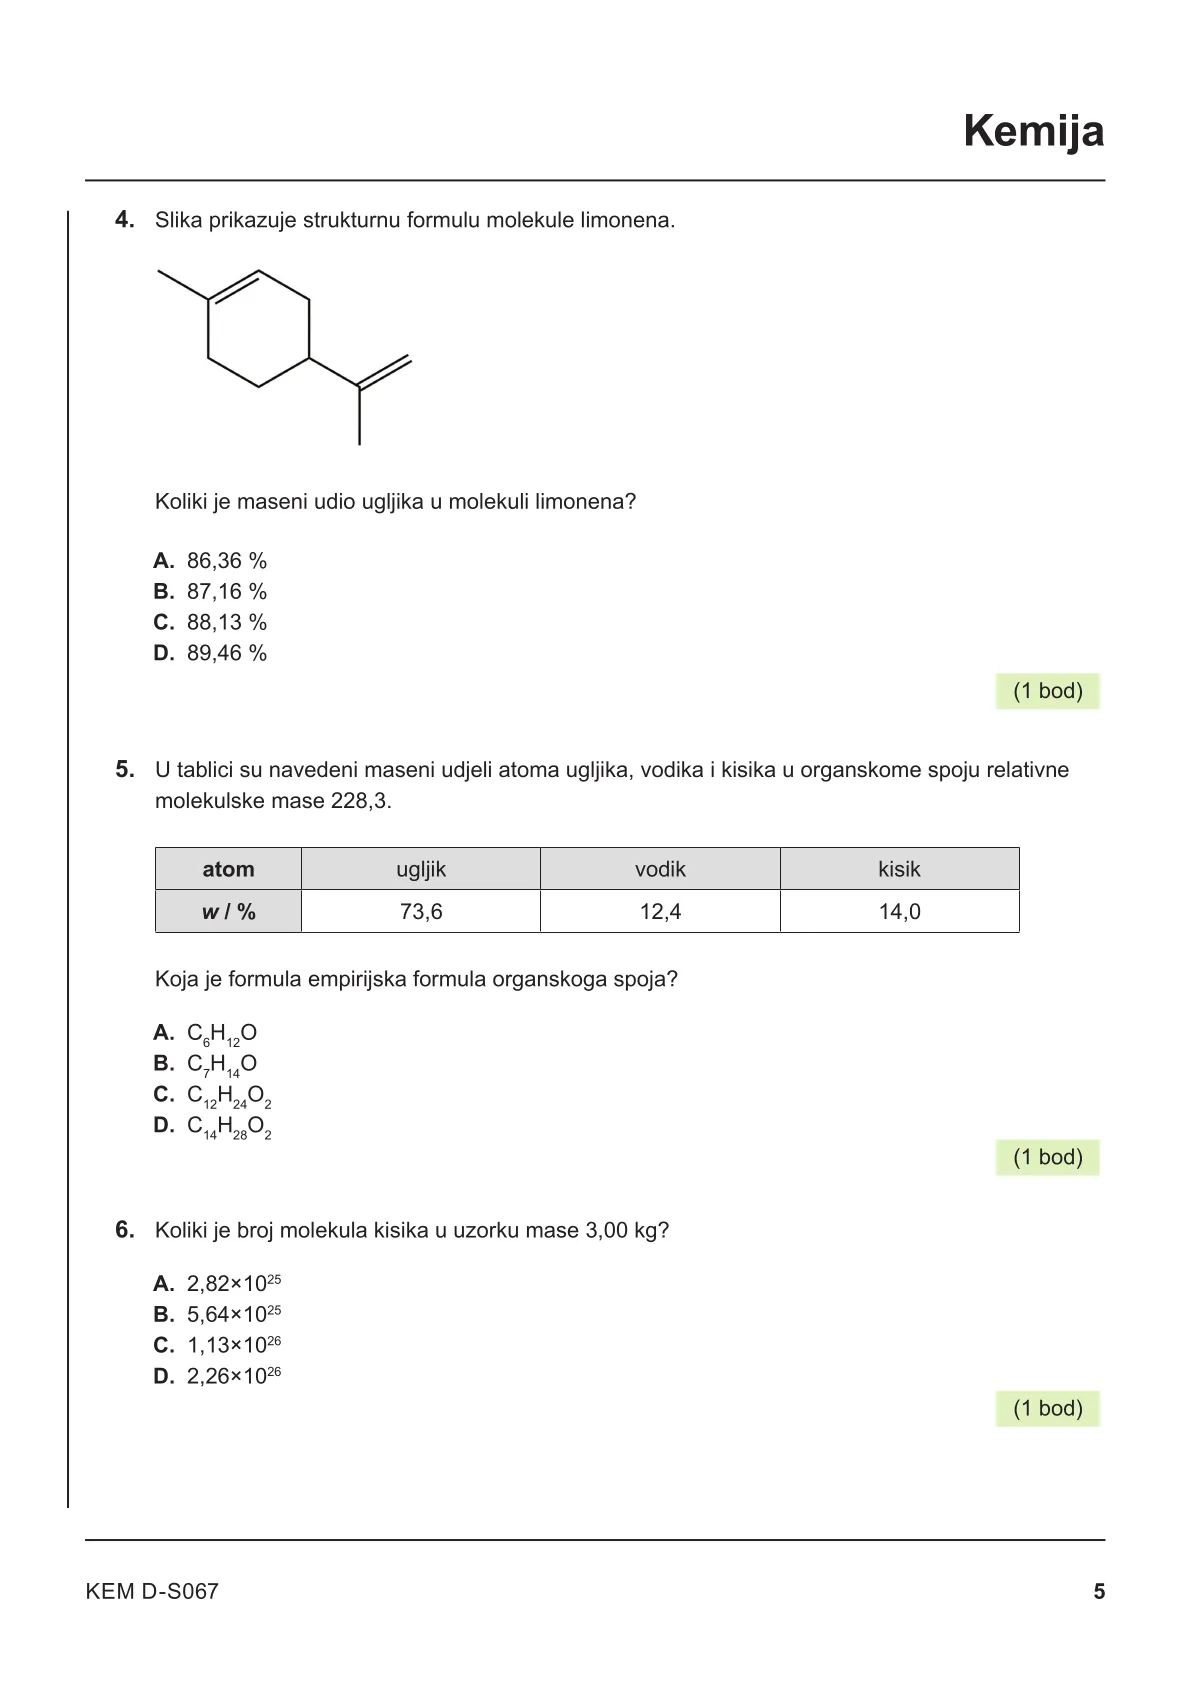 Kemija
4. Slika prikazuje strukturnu formulu molekule limonena.
Koliki je maseni udio ugljika u molekuli limonena?
A. 86,36 %
B. 87,16 %
C. 88,13 %
D. 89,46 %
(1 bod)
5. U tablici su navedeni maseni udjeli atoma ugljika, vodika i kisika u organskome spoju relativne
molekulske mase 228,3.
atom ugljik vodik kisik
w / % 73,6 12,4 14,0
Koja je formula empirijska formula organskoga spoja?
A. C₆H₁₂O
B. C₇H₁₄O
C. C₁₂H₂₄O₂
D. C₁₄H₂₈O₂
(1 bod)
6. Koliki je broj molekula kisika u uzorku mase 3,00 kg?
A. 2,82×10²⁵
B. 5,64×10²⁵
C. 1,13×10²⁶
D. 2,26×10²⁶
(1 bod)
KEM D-S067 5